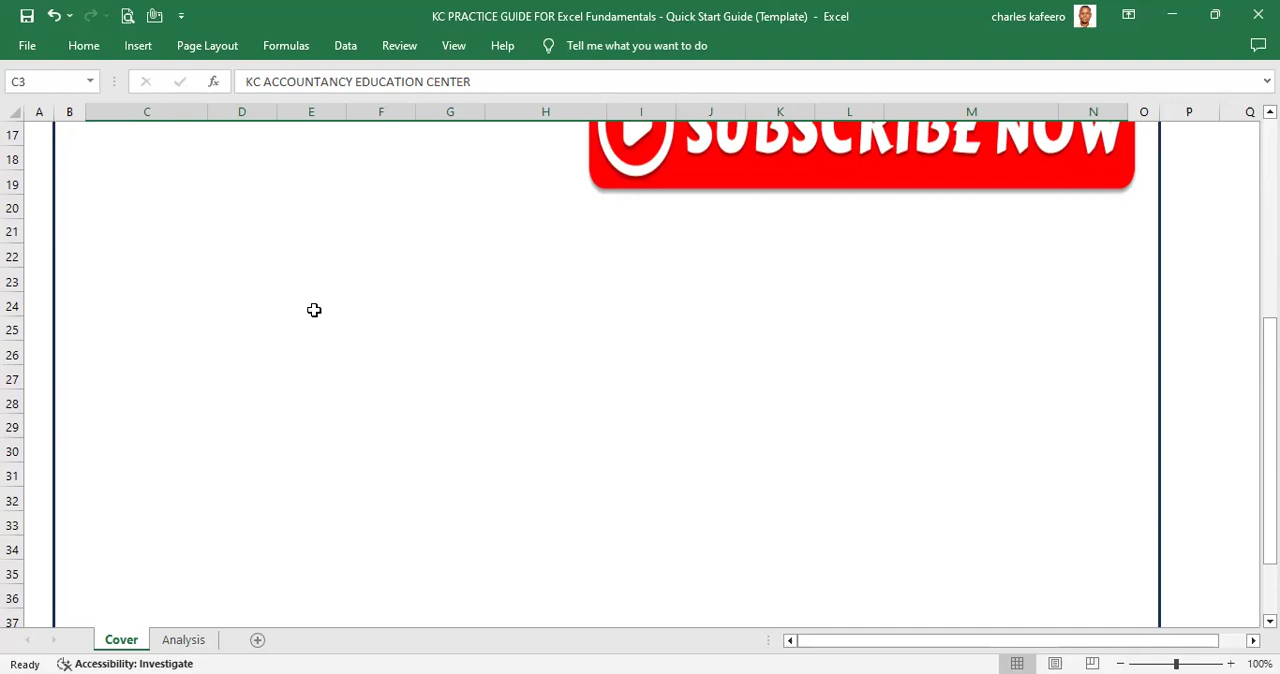 KC PRACTICE GUIDE FOR Excel Fundamentals - Quick Start Guide (Template) - Excel
charles kafeero
File Home Insert Page Layout Formulas Data Review View Help Tell me what you want to do
C3 fx KC ACCOUNTANCY EDUCATION CENTER
A B C D E F G H I J K L M N O P Q
17 SUBSCRIBE NOW
18
19
20
21
22
23
24
25
26
27
28
29
30
31
32
33
34
35
36
37
Cover Analysis
Ready Accessibility: Investigate 100%